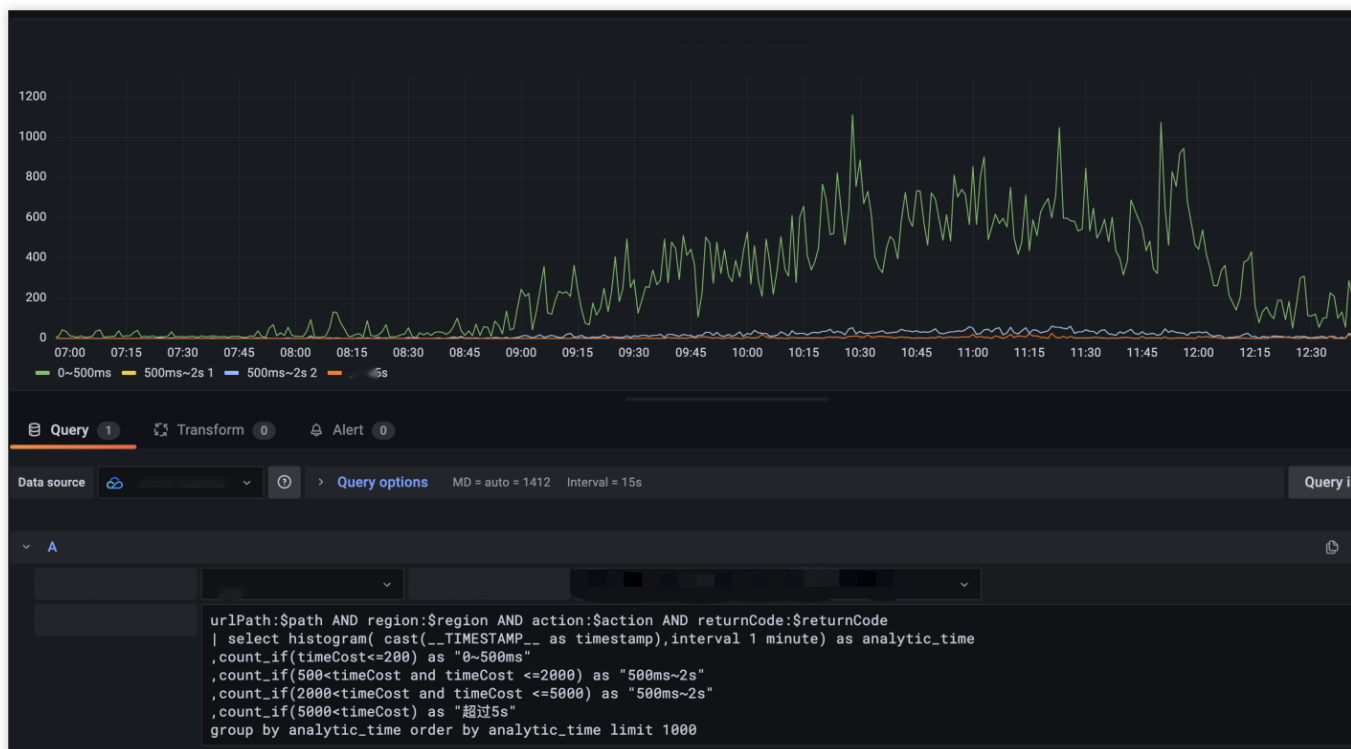 1200
1000
800
600
400
200
0
07:00 07:15 07:30 07:45 08:00 08:15 08:30 08:45 09:00 09:15 09:30 09:45 10:00 10:15 10:30 10:45 11:00 11:15 11:30 11:45 12:00 12:15 12:30
0~500ms 500ms~2s 1 500ms~2s 2 5s
Query 1 Transform 0 Alert 0
Data source Query options MD = auto = 1412 Interval = 15s Query i
A
urlPath:$path AND region:$region AND action:$action AND returnCode:$returnCode
| select histogram( cast(__TIMESTAMP__ as timestamp),interval 1 minute) as analytic_time
,count_if(timeCost<=200) as "0~500ms"
,count_if(500<timeCost and timeCost <=2000) as "500ms~2s"
,count_if(2000<timeCost and timeCost <=5000) as "500ms~2s"
,count_if(5000<timeCost) as "超过5s"
group by analytic_time order by analytic_time limit 1000